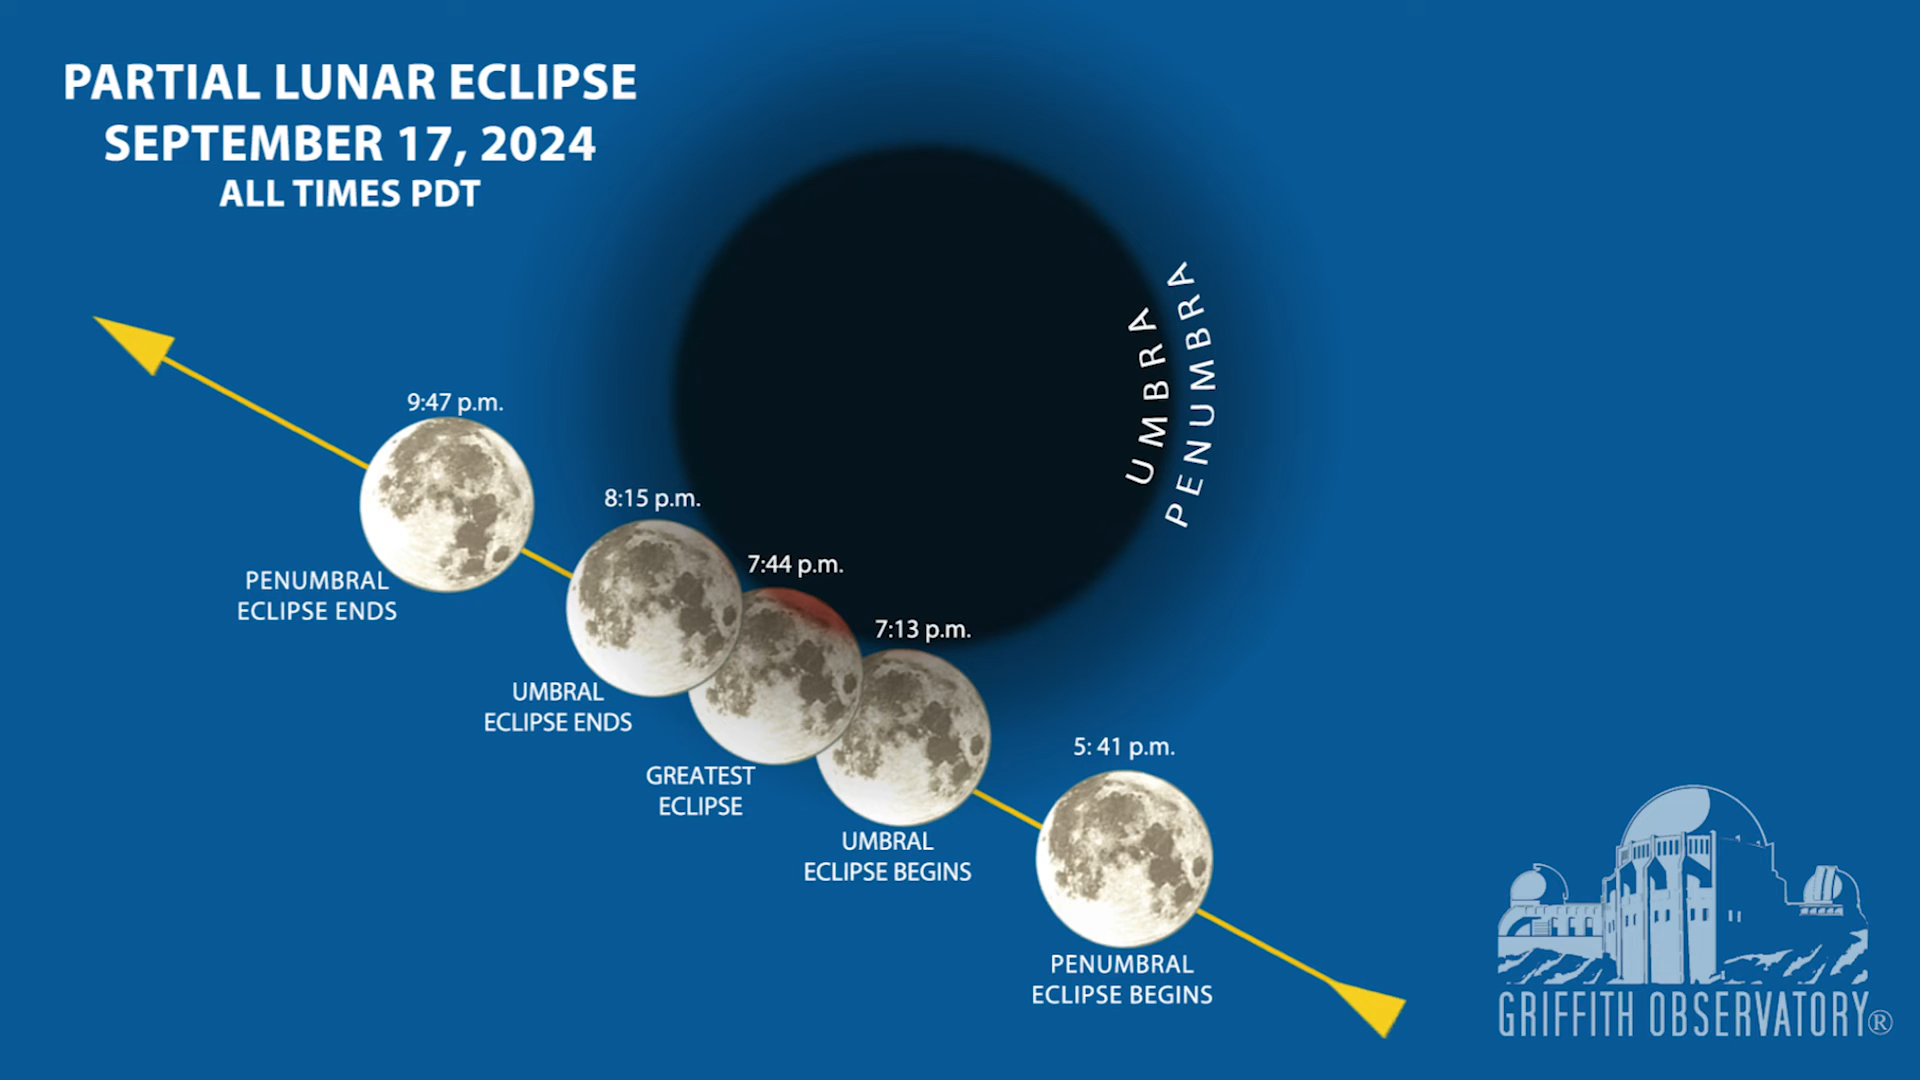 PARTIAL LUNAR ECLIPSE
SEPTEMBER 17, 2024
ALL TIMES PDT
UMBRA
PENUMBRA
9:47 p.m.
PENUMBRAL
ECLIPSE ENDS
8:15 p.m.
UMBRAL
ECLIPSE ENDS
7:44 p.m.
GREATEST
ECLIPSE
7:13 p.m.
UMBRAL
ECLIPSE BEGINS
5: 41 p.m.
PENUMBRAL
ECLIPSE BEGINS
GRIFFITH OBSERVATORY®